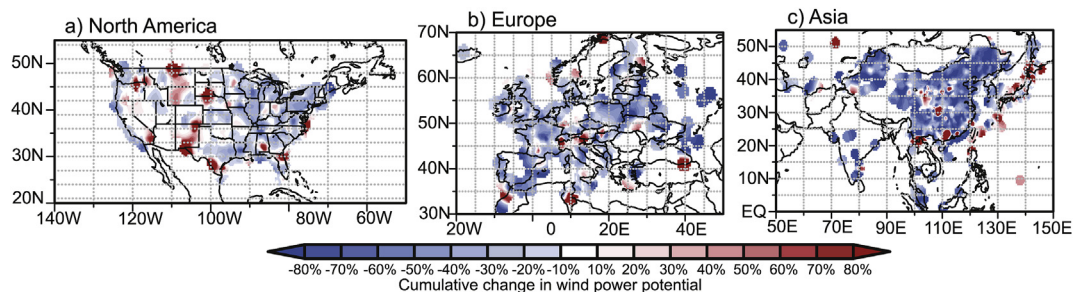 a) North America
b) Europe
c) Asia
50N
40N
30N
20N
140W 120W 100W 80W 60W
70N
60N
50N
40N
30N
20W 0 20E 40E
50N
40N
30N
20N
10N
EQ
50E 70E 90E 110E 130E 150E
-80% -70% -60% -50% -40% -30% -20% -10% 10% 20% 30% 40% 50% 60% 70% 80%
Cumulative change in wind power potential